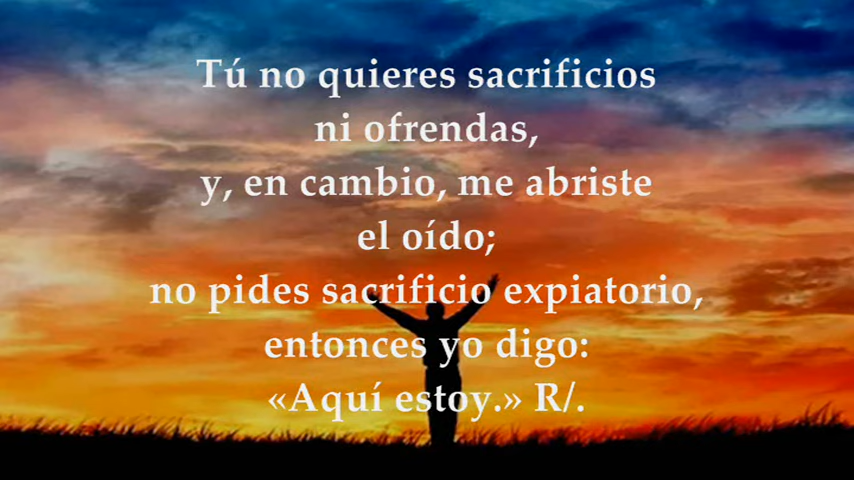 Tú no quieres sacrificios
ni ofrendas,
y, en cambio, me abriste
el oído;
no pides sacrificio expiatorio,
entonces yo digo:
«Aquí estoy.» R/.